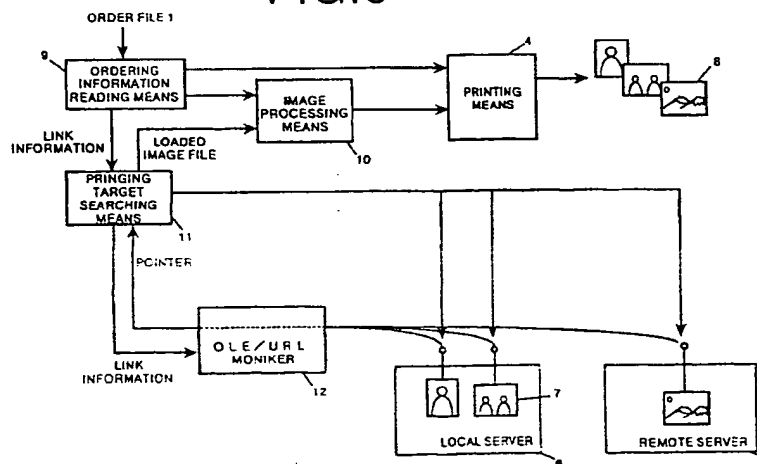 ORDER FILE 1
9
ORDERING
INFORMATION
READING MEANS
4
PRINTING
MEANS
8
IMAGE
PROCESSING
MEANS
10
LINK
INFORMATION
LOADED
IMAGE FILE
PRINGING
TARGET
SEARCHING
MEANS
11
POINTER
OLE/URL
MONIKER
12
LINK
INFORMATION
7
LOCAL SERVER
REMOTE SERVER